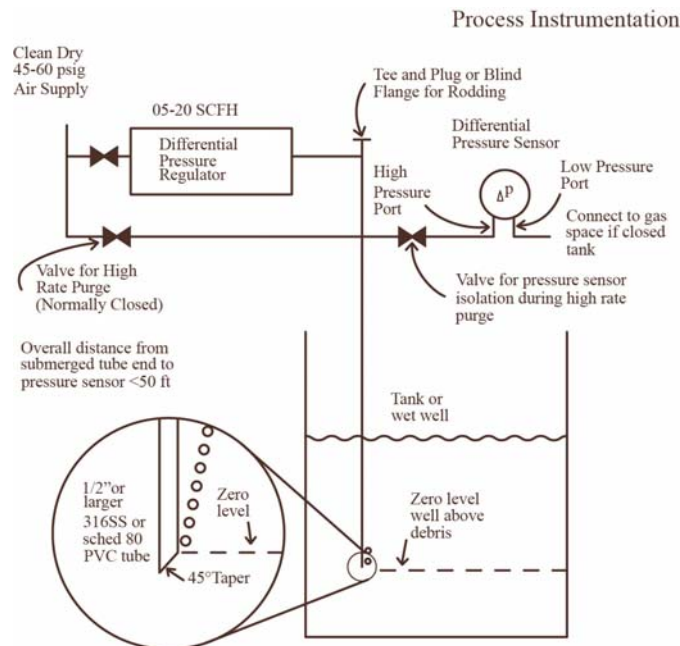 Process Instrumentation
Clean Dry
45-60 psig
Air Supply
Tee and Plug or Blind
Flange for Rodding
05-20 SCFH
Differential
Pressure
Regulator
Differential
Pressure Sensor
High
Pressure
Port
Low Pressure
Port
ΔP
Connect to gas
space if closed
tank
Valve for High
Rate Purge
(Normally Closed)
Valve for pressure sensor
isolation during high rate
purge
Overall distance from
submerged tube end to
pressure sensor <50 ft
Tank or
wet well
1/2"or
larger
316SS or
sched 80
PVC tube
Zero
level
45°Taper
Zero level
well above
debris